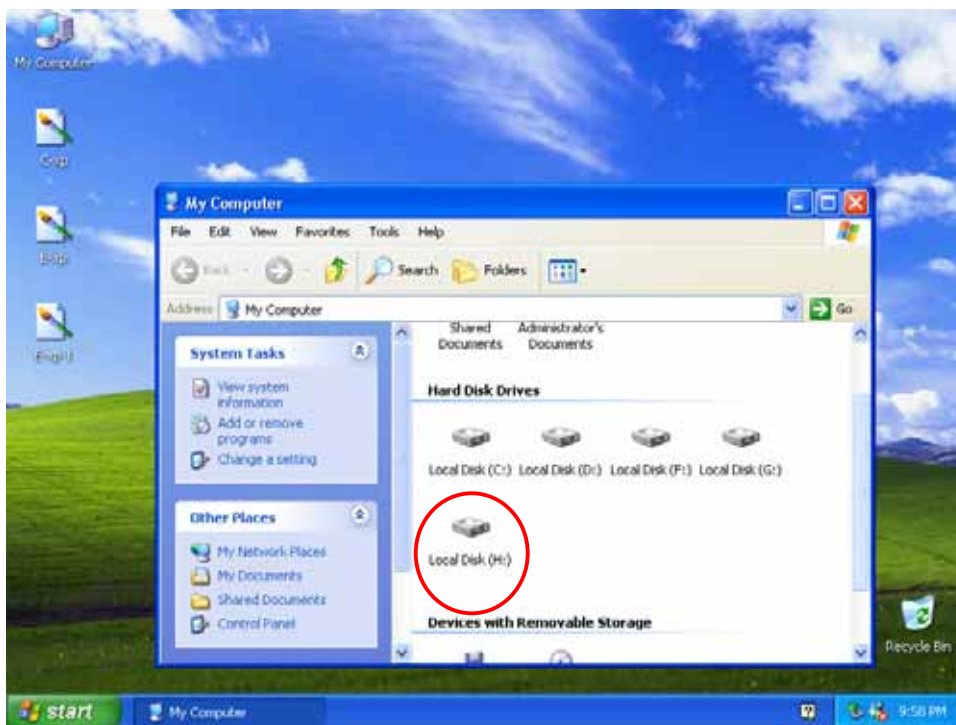 My Computer
My Computer
File Edit View Favorites Tools Help
Back Search Folders
Address My Computer Go
System Tasks
View system
information
Add or remove
programs
Change a setting
Other Places
My Network Places
My Documents
Shared Documents
Control Panel
Shared Administrator's
Documents Documents
Hard Disk Drives
Local Disk (C:) Local Disk (D:) Local Disk (F:) Local Disk (G:)
Local Disk (H:)
Devices with Removable Storage
Recycle Bin
start My Computer 9:58 PM